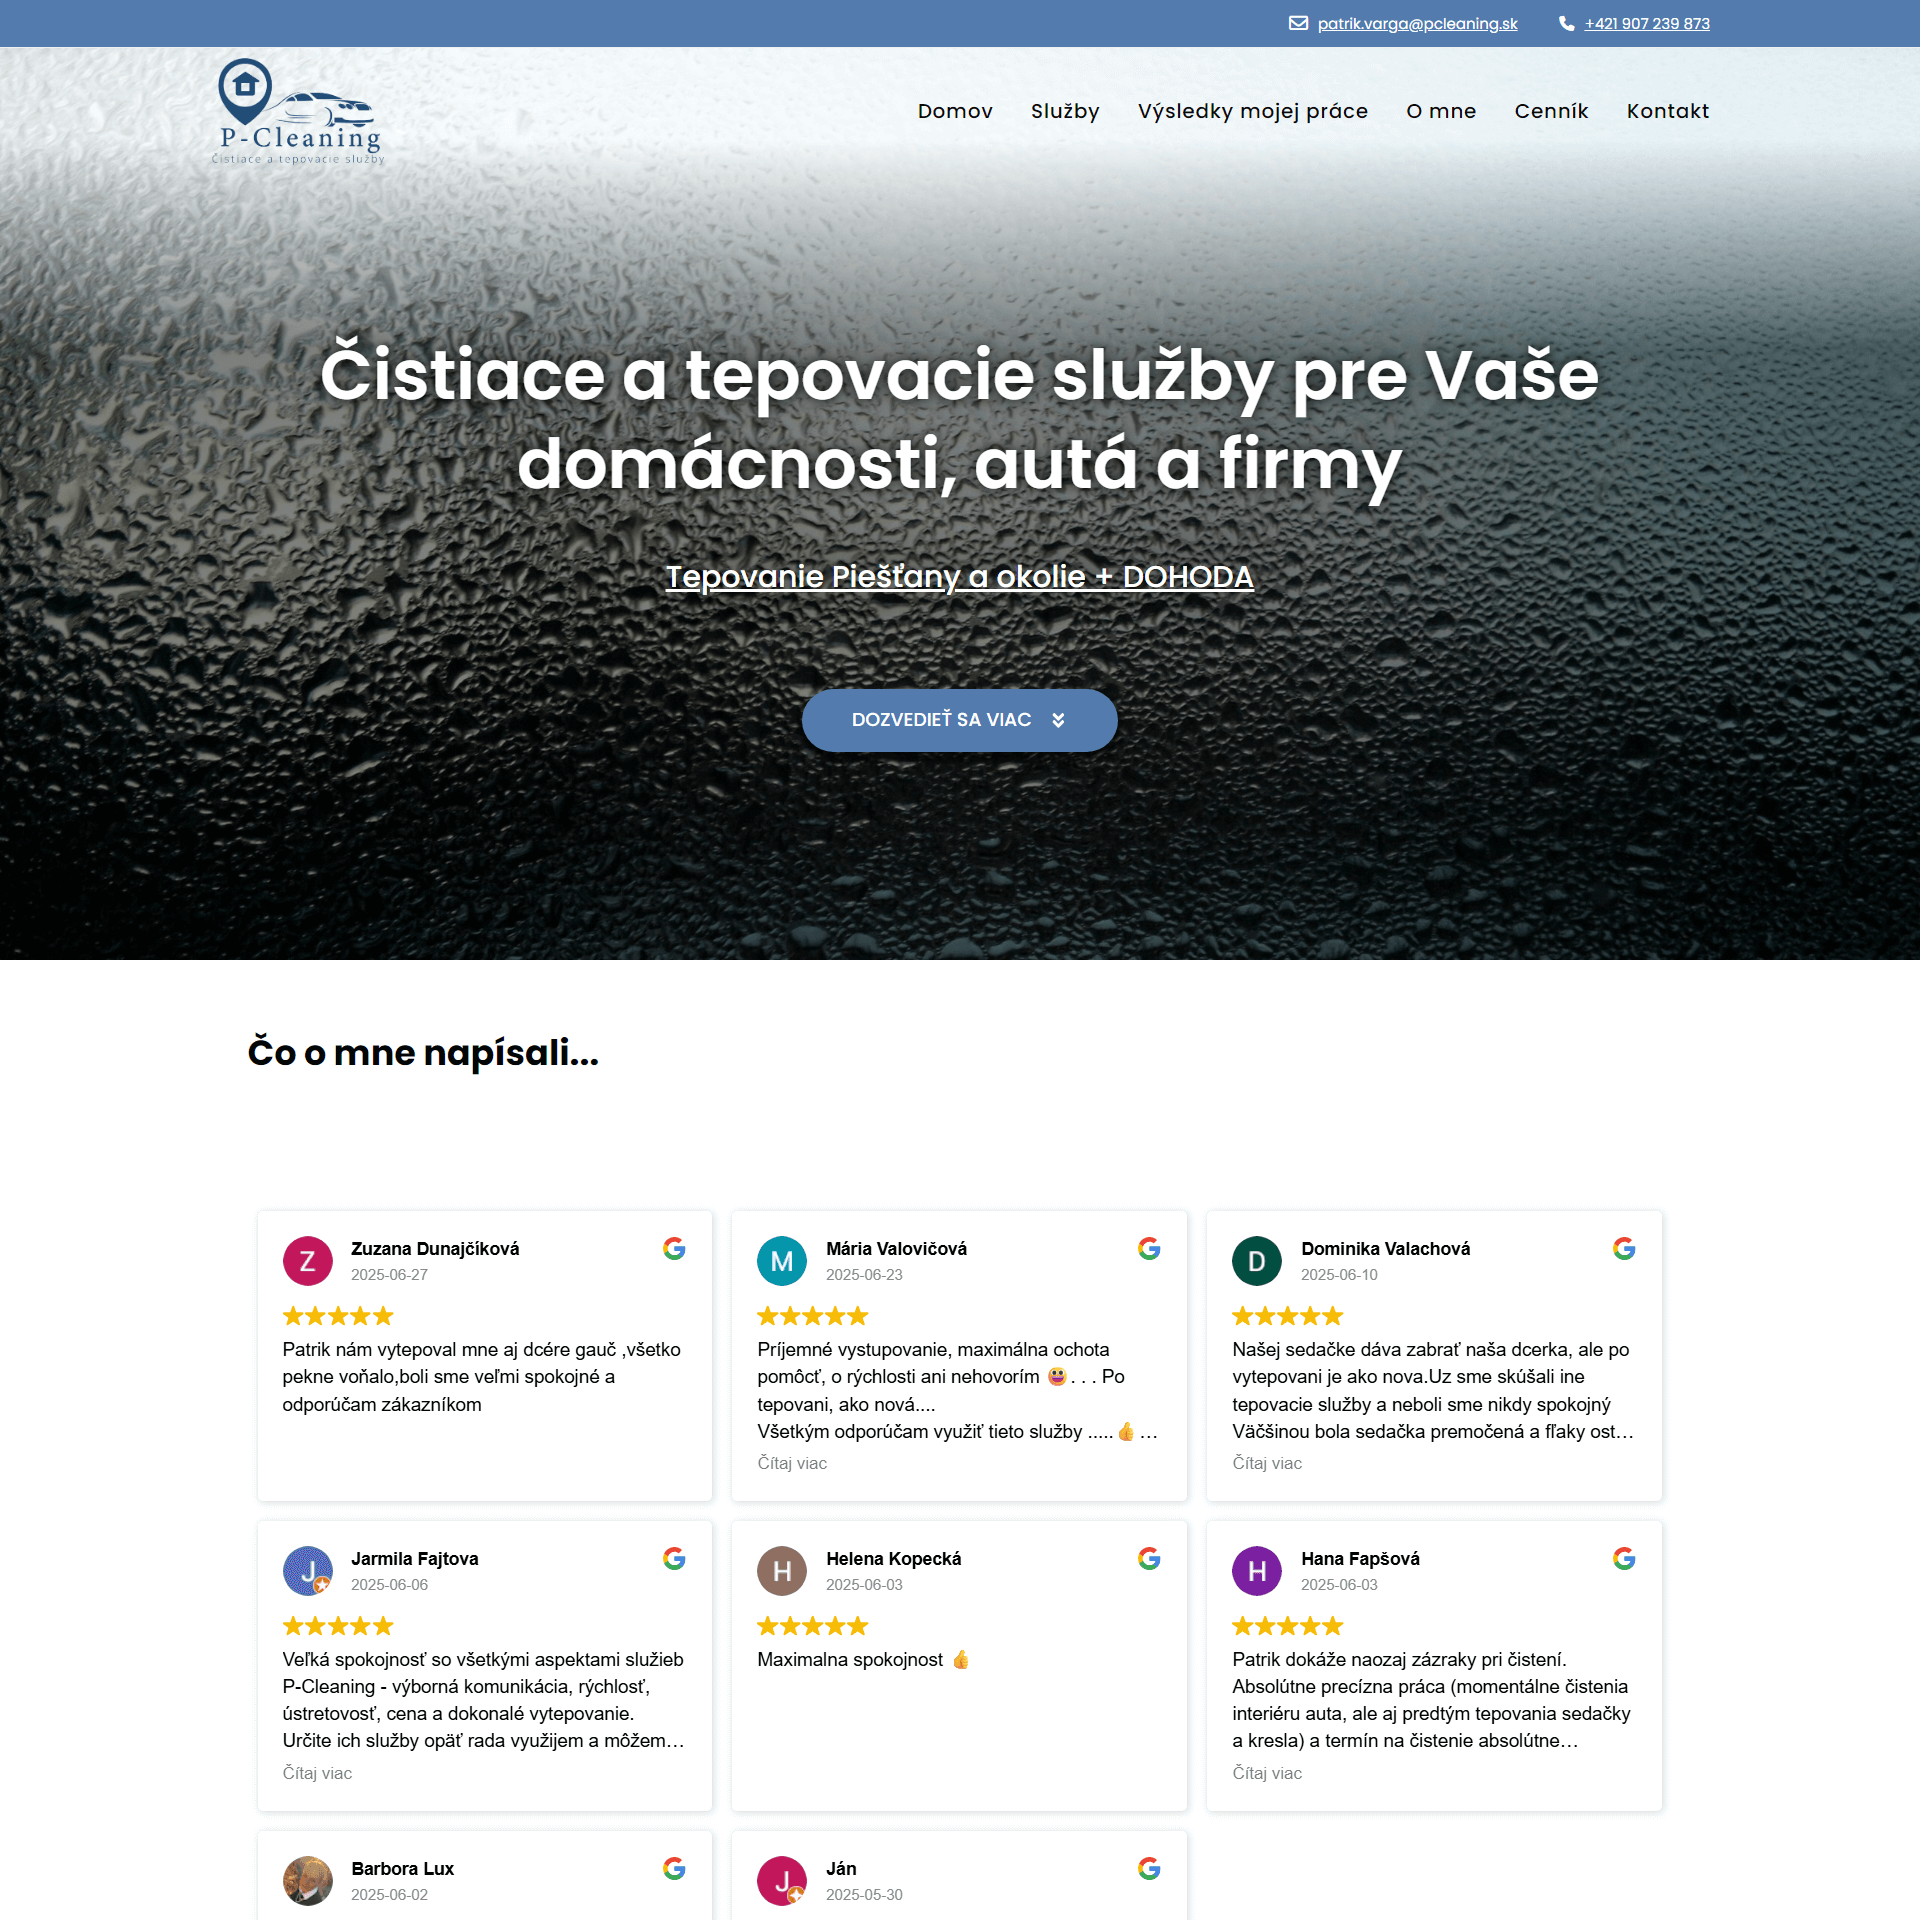 patrik.varga@pcleaning.sk +421 907 239 873
P-Cleaning
Čistiace a tepovacie služby
Domov Služby Výsledky mojej práce O mne Cenník Kontakt
Čistiace a tepovacie služby pre Vaše
domácnosti, autá a firmy
Tepovanie Piešťany a okolie + DOHODA
DOZVEDIEŤ SA VIAC
Čo o mne napísali...
Z
Zuzana Dunajčíková
2025-06-27
Patrik nám vytepoval mne aj dcére gauč ,všetko
pekne voňalo,boli sme veľmi spokojné a
odporúčam zákazníkom
M
Mária Valovičová
2025-06-23
Príjemné vystupovanie, maximálna ochota
pomôcť, o rýchlosti ani nehovorím 😀. . . Po
tepovani, ako nová....
Všetkým odporúčam využiť tieto služby .....👍 …
Čítaj viac
D
Dominika Valachová
2025-06-10
Našej sedačke dáva zabrať naša dcerka, ale po
vytepovani je ako nova.Uz sme skúšali ine
tepovacie služby a neboli sme nikdy spokojný
Väčšinou bola sedačka premočená a fľaky ost…
Čítaj viac
J
Jarmila Fajtova
2025-06-06
Veľká spokojnosť so všetkými aspektami služieb
P-Cleaning - výborná komunikácia, rýchlosť,
ústretovosť, cena a dokonalé vytepovanie.
Určite ich služby opäť rada využijem a môžem…
Čítaj viac
H
Helena Kopecká
2025-06-03
Maximalna spokojnost 👍
H
Hana Fapšová
2025-06-03
Patrik dokáže naozaj zázraky pri čistení.
Absolútne precízna práca (momentálne čistenia
interiéru auta, ale aj predtým tepovania sedačky
a kresla) a termín na čistenie absolútne…
Čítaj viac
Barbora Lux
2025-06-02
J
Ján
2025-05-30